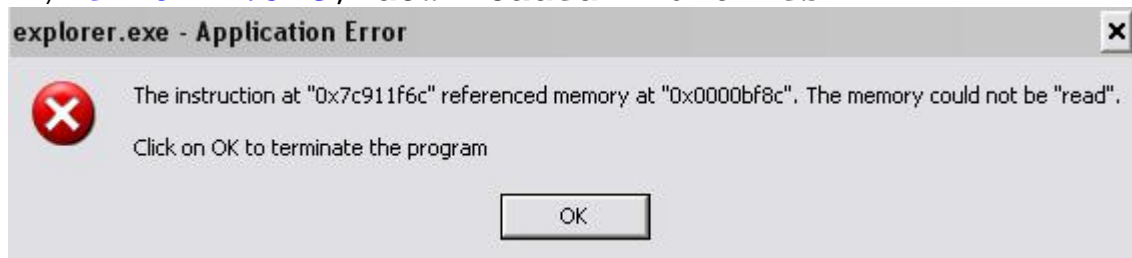 explorer.exe - Application Error
The instruction at "0x7c911f6c" referenced memory at "0x0000bf8c". The memory could not be "read".
Click on OK to terminate the program
OK